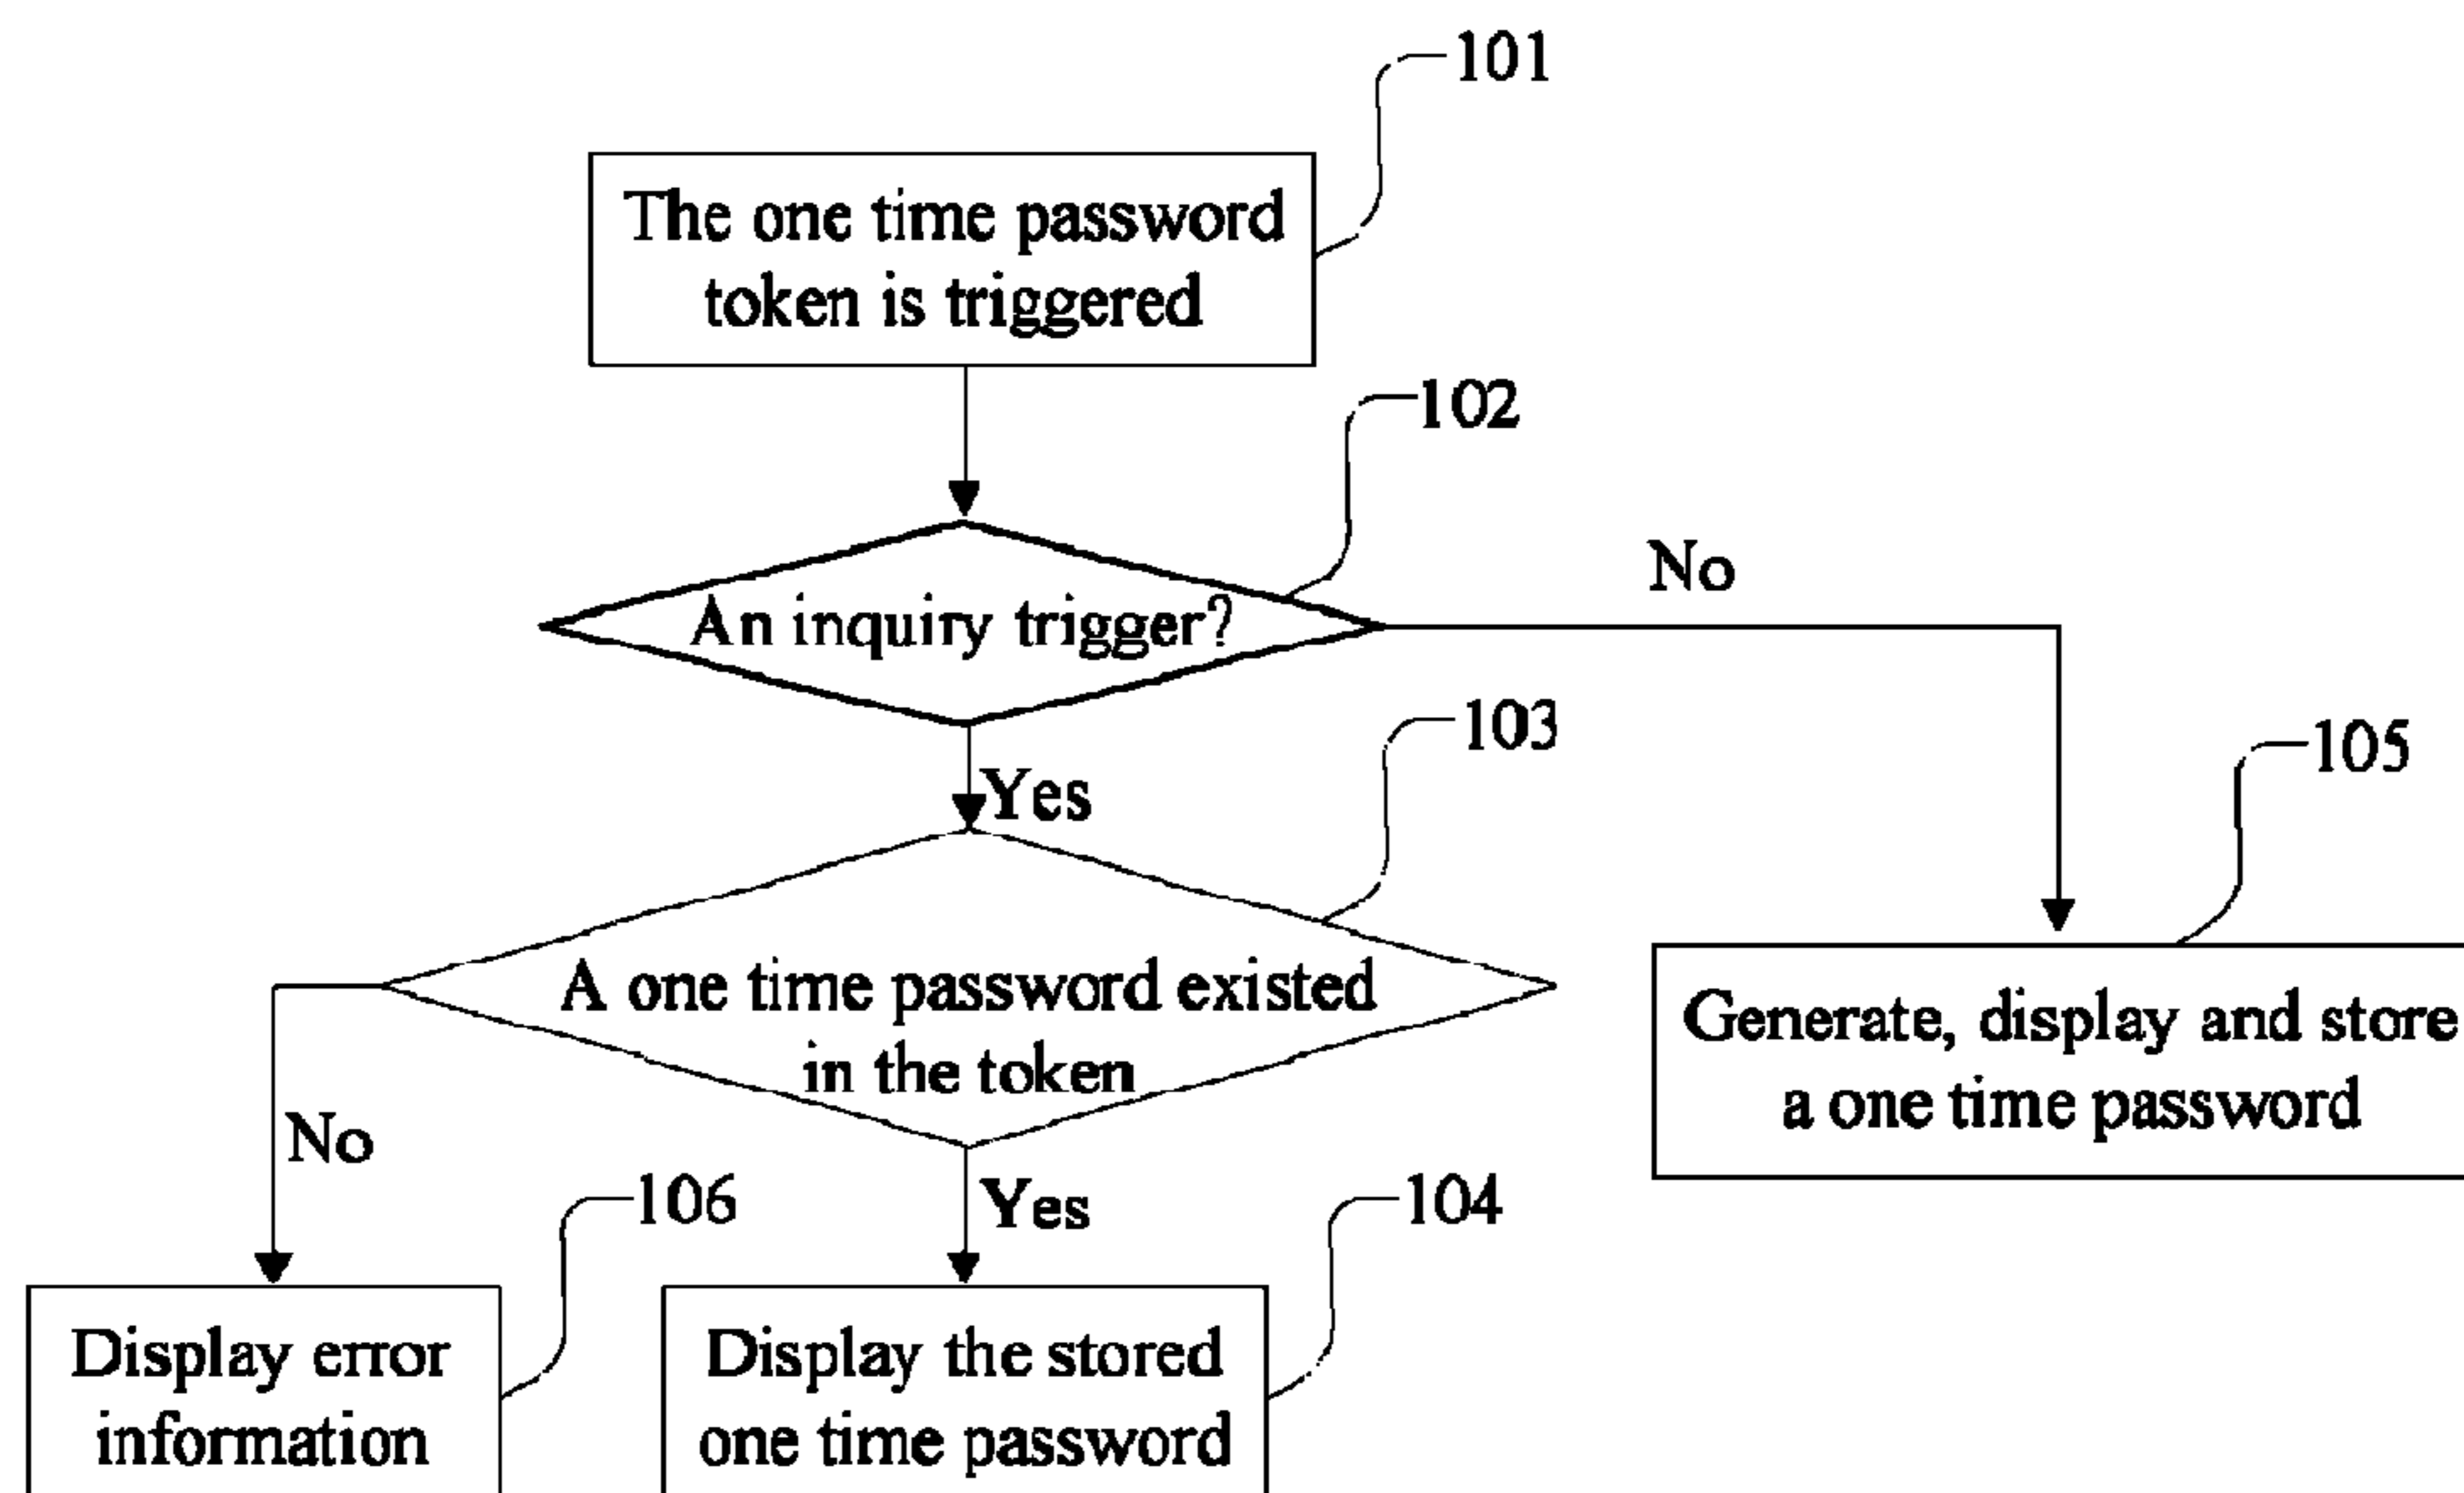 101
The one time password
token is triggered
102
An inquiry trigger?
No
103
105
Yes
A one time password existed
in the token
Generate, display and store
a one time password
No
106
Yes
104
Display error
information
Display the stored
one time password